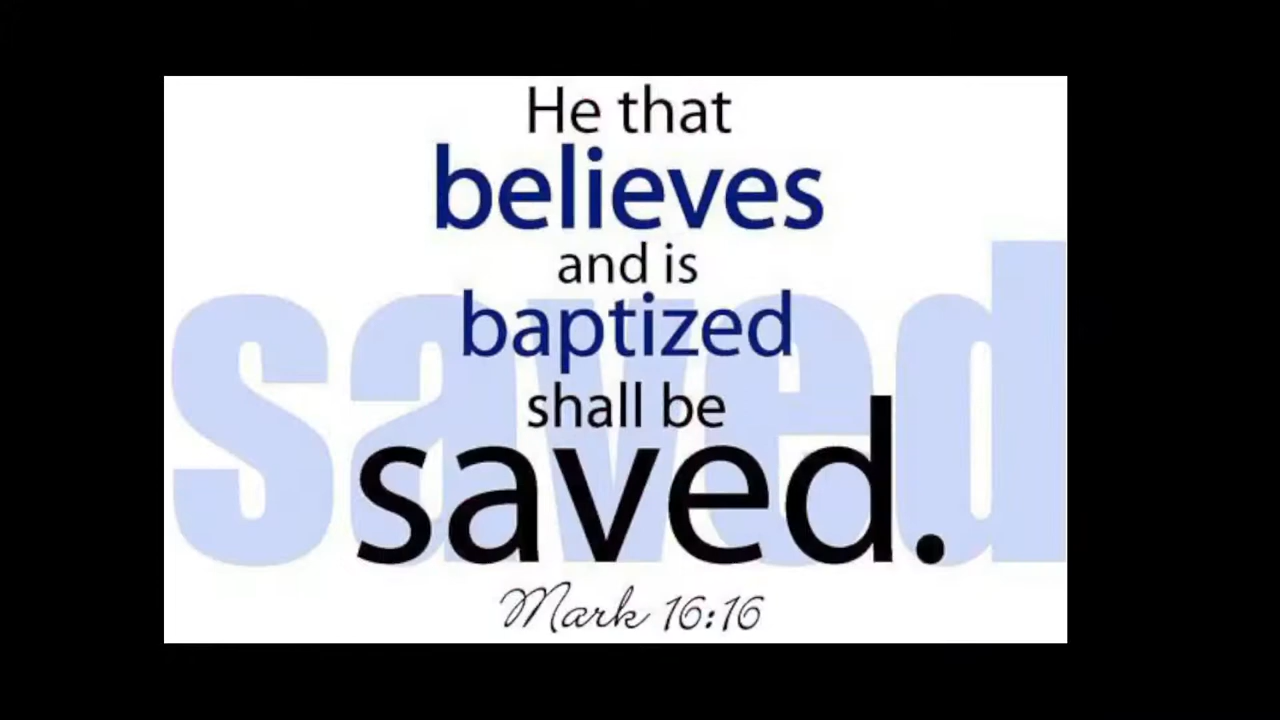 He that
believes
and is
baptized
shall be
saved.
saved
Mark 16:16